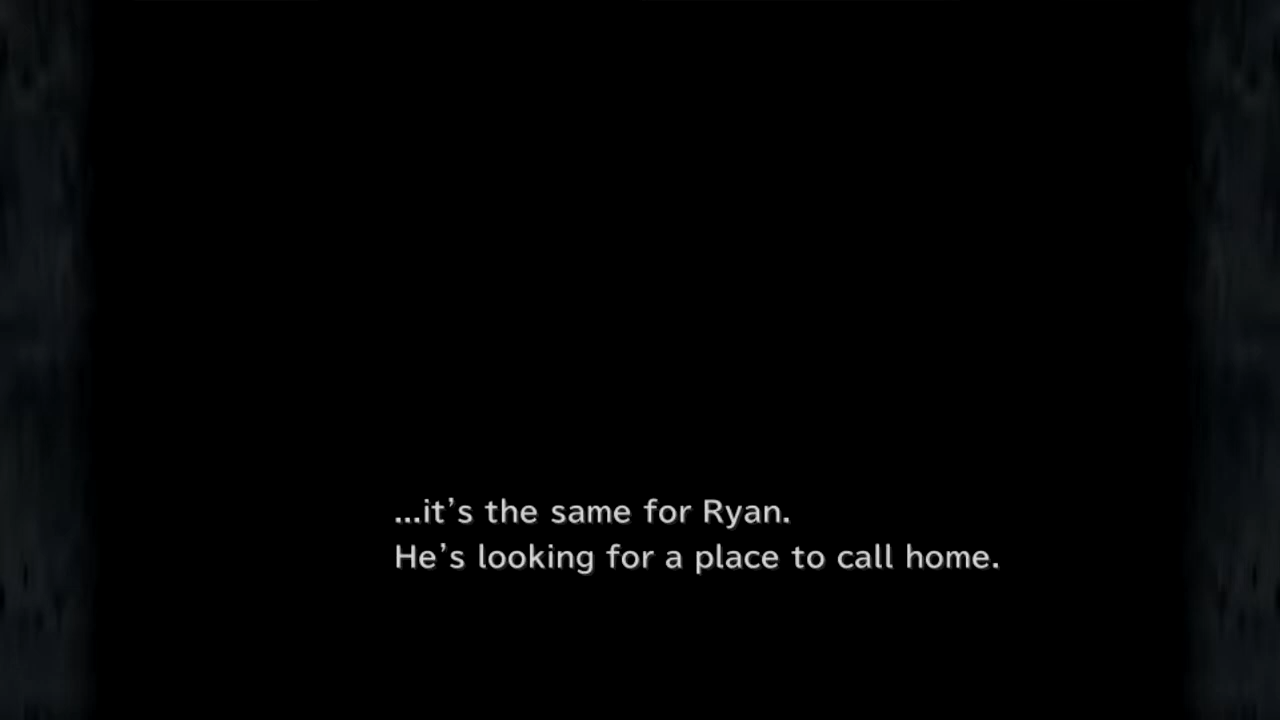 ...it’s the same for Ryan.
He’s looking for a place to call home.